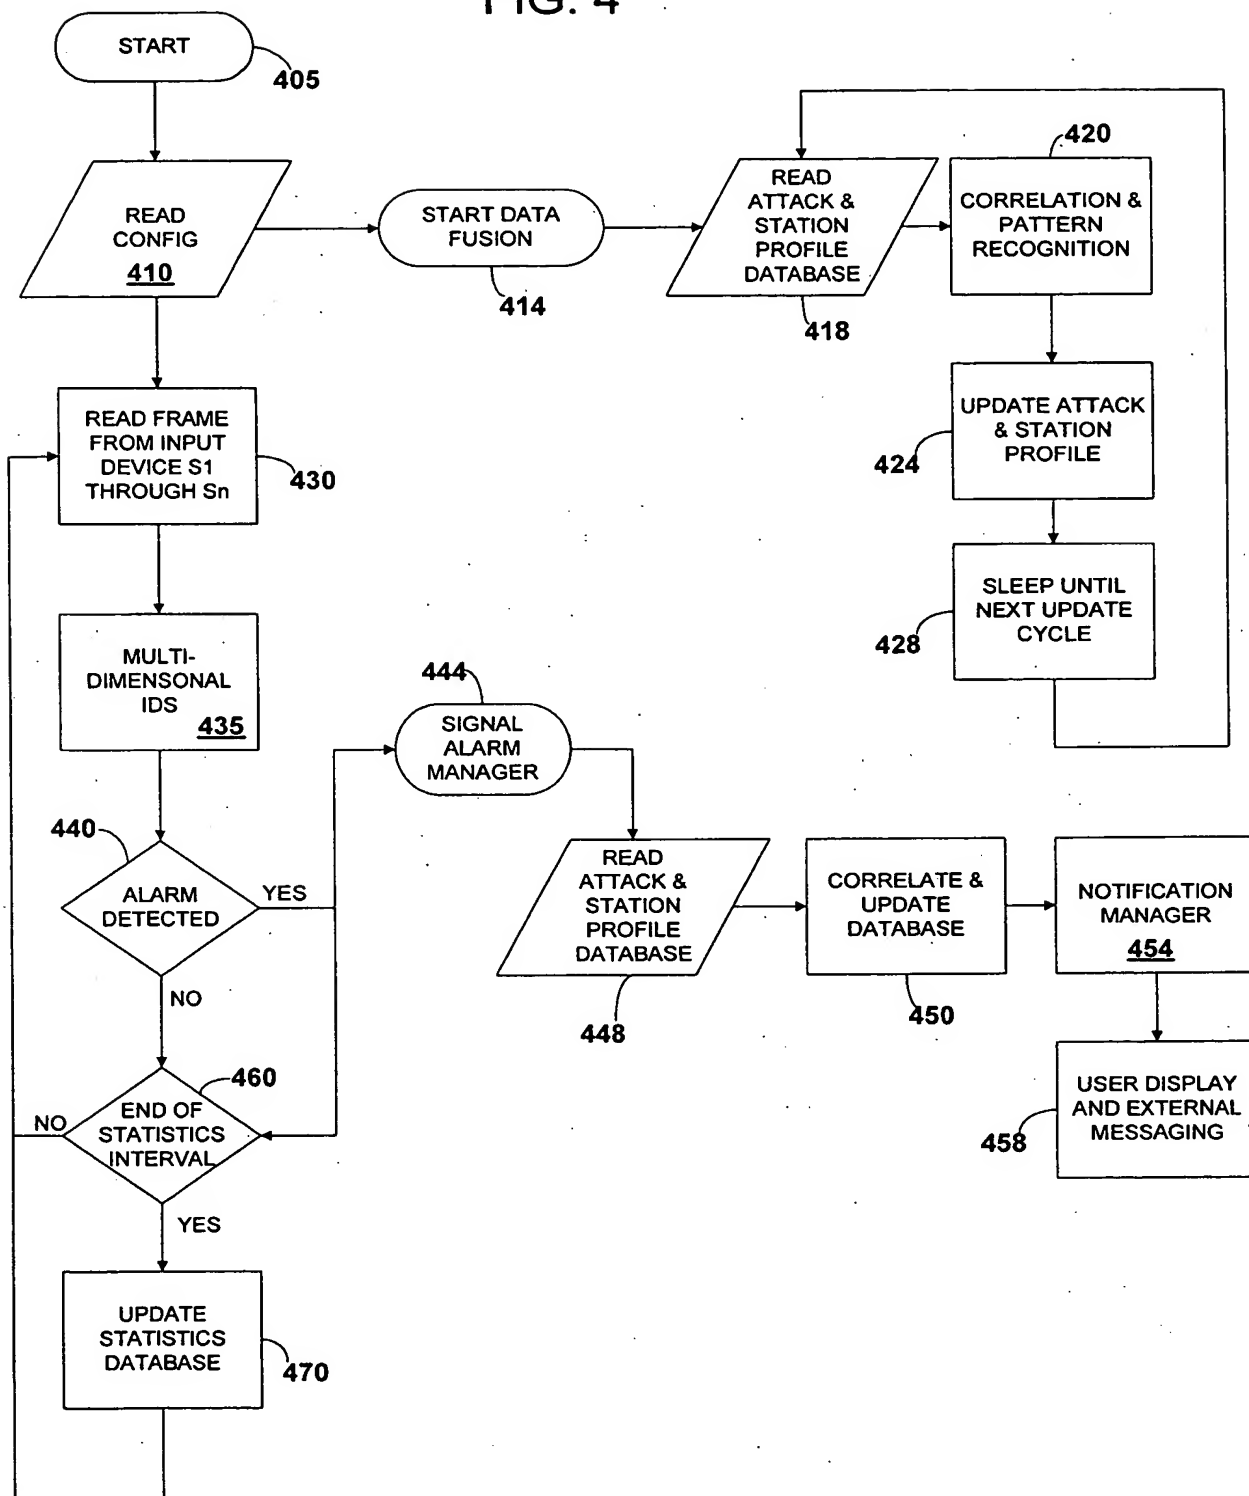 FIG. 4
START
405
READ
CONFIG
410
START DATA
FUSION
414
READ
ATTACK &
STATION
PROFILE
DATABASE
418
420
CORRELATION &
PATTERN
RECOGNITION
UPDATE ATTACK
& STATION
PROFILE
424
SLEEP UNTIL
NEXT UPDATE
CYCLE
428
READ FRAME
FROM INPUT
DEVICE S1
THROUGH Sn
430
MULTI-
DIMENSONAL
IDS
435
440
ALARM
DETECTED
YES
NO
444
SIGNAL
ALARM
MANAGER
READ
ATTACK &
STATION
PROFILE
DATABASE
448
CORRELATE &
UPDATE
DATABASE
450
NOTIFICATION
MANAGER
454
USER DISPLAY
AND EXTERNAL
MESSAGING
458
460
END OF
STATISTICS
INTERVAL
NO
YES
UPDATE
STATISTICS
DATABASE
470